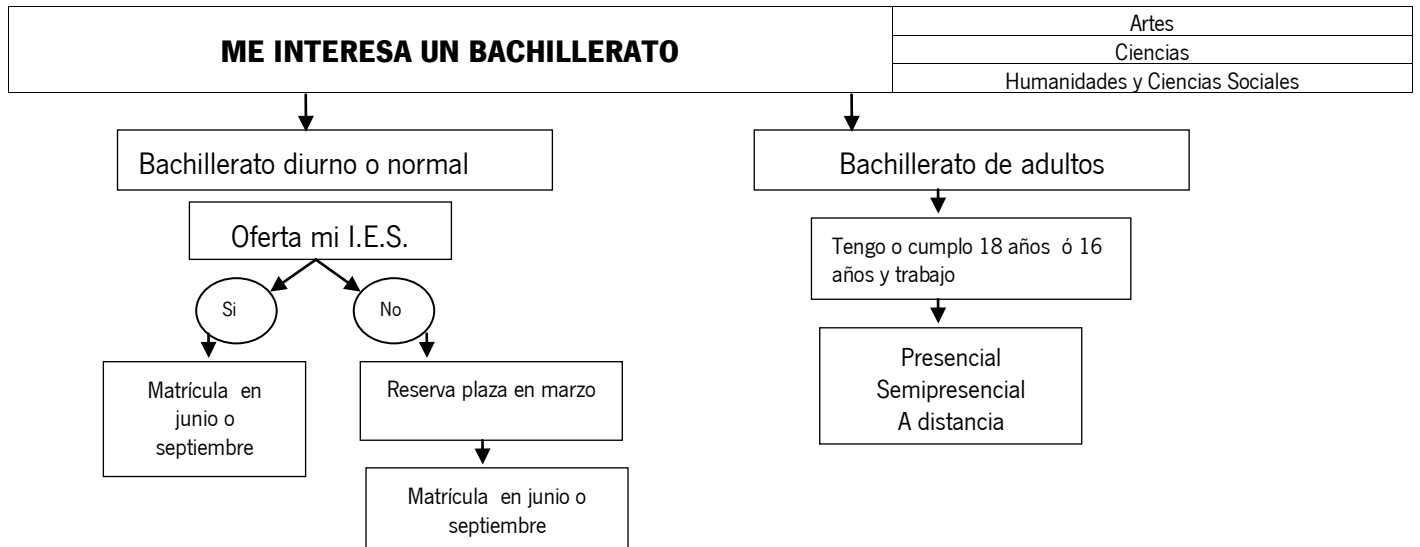 ME INTERESA UN BACHILLERATO
Artes
Ciencias
Humanidades y Ciencias Sociales
Bachillerato diurno o normal
Bachillerato de adultos
Oferta mi I.E.S.
Tengo o cumplo 18 años ó 16
años y trabajo
Si
No
Presencial
Semipresencial
A distancia
Matrícula en
junio o
septiembre
Reserva plaza en marzo
Matrícula en junio o
septiembre